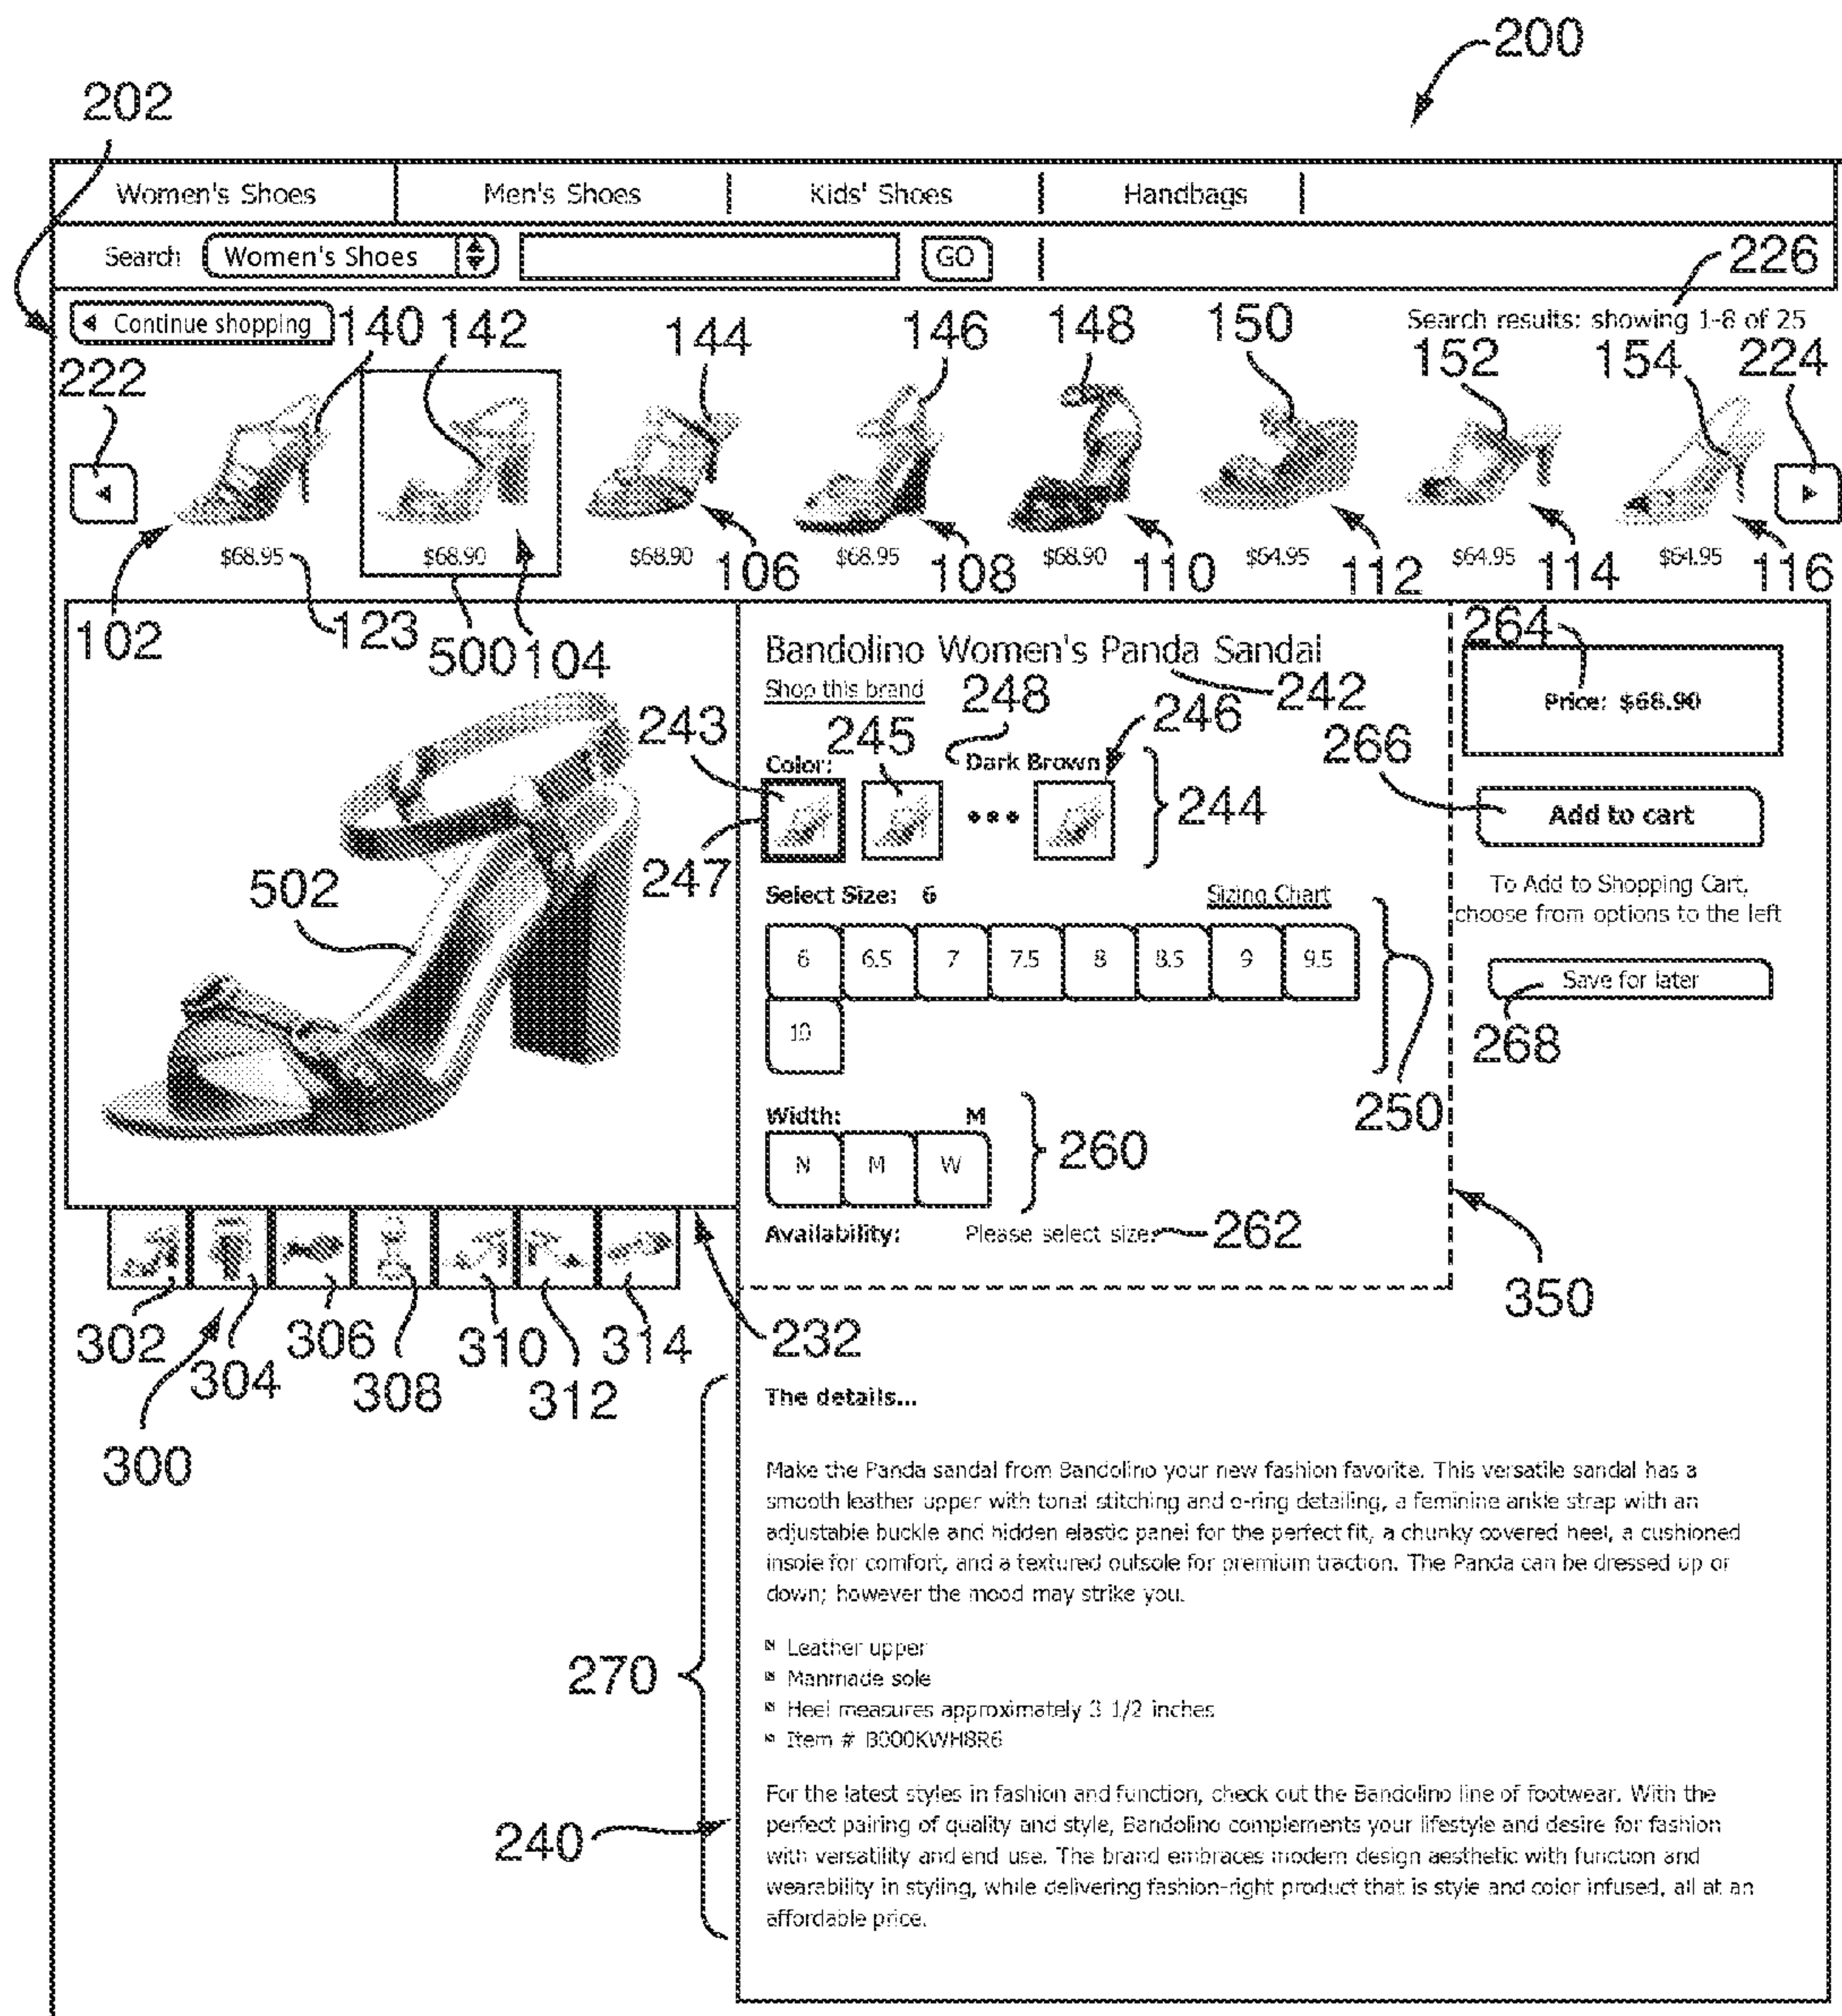 200
202
Women's Shoes Men's Shoes Kids' Shoes Handbags
Search Women's Shoes GO
226
Continue shopping 140 142 144 146 148 150 Search results: showing 1-8 of 25
222 152 154 224
$68.95 $68.90 $68.90 106 $68.95 108 $68.90 110 $64.95 112 $64.95 114 $64.95 116
102 123 500 104
264
Bandolino Women's Panda Sandal
Shop this brand 248 242
Price: $68.90
243 245 246 266
Color: Dark Brown
244
Add to cart
247
502
Select Size: 6 Sizing Chart
To Add to Shopping Cart,
choose from options to the left
6 6.5 7 7.5 8 8.5 9 9.5
Save for later
10
268
250
Width: M
N M W
260
Availability: Please select size: 262
350
302 304 306 308 310 312 314 232
300
The details...
Make the Panda sandal from Bandolino your new fashion favorite. This versatile sandal has a
smooth leather upper with tonal stitching and o-ring detailing, a feminine ankle strap with an
adjustable buckle and hidden elastic panel for the perfect fit, a chunky covered heel, a cushioned
insole for comfort, and a textured outsole for premium traction. The Panda can be dressed up or
down; however the mood may strike you.
270
Leather upper
Manmade sole
Heel measures approximately 3 1/2 inches
Item # B000KWH8R6
240
For the latest styles in fashion and function, check out the Bandolino line of footwear. With the
perfect pairing of quality and style, Bandolino complements your lifestyle and desire for fashion
with versatility and end use. The brand embraces modern design aesthetic with function and
wearability in styling, while delivering fashion-right product that is style and color infused, all at an
affordable price.